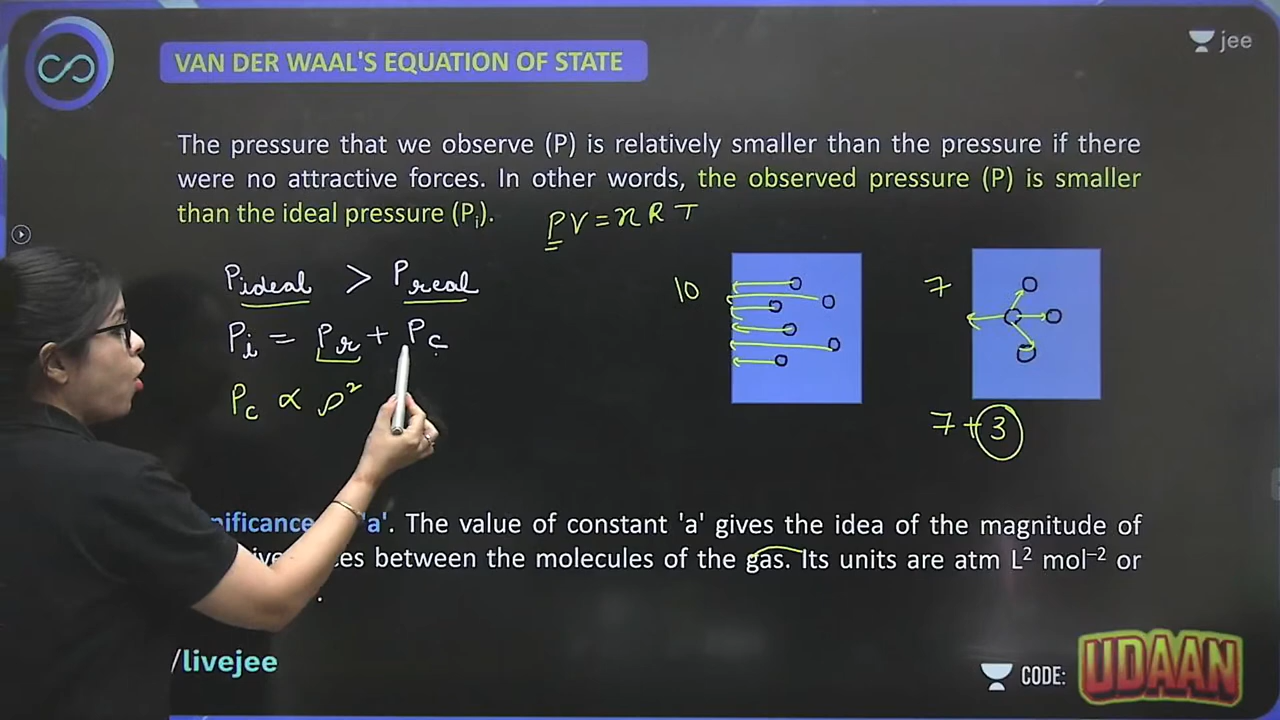 VAN DER WAAL'S EQUATION OF STATE
jee
The pressure that we observe (P) is relatively smaller than the pressure if there
were no attractive forces. In other words, the observed pressure (P) is smaller
than the ideal pressure (Pi).
PV = nRT
Pideal > Preal
Pi = Pr + Pc
Pc ∝ ρ²
10
7
7 + 3
'a'. The value of constant 'a' gives the idea of the magnitude of
between the molecules of the gas. Its units are atm L² mol⁻² or
/livejee
CODE:
UDAAN